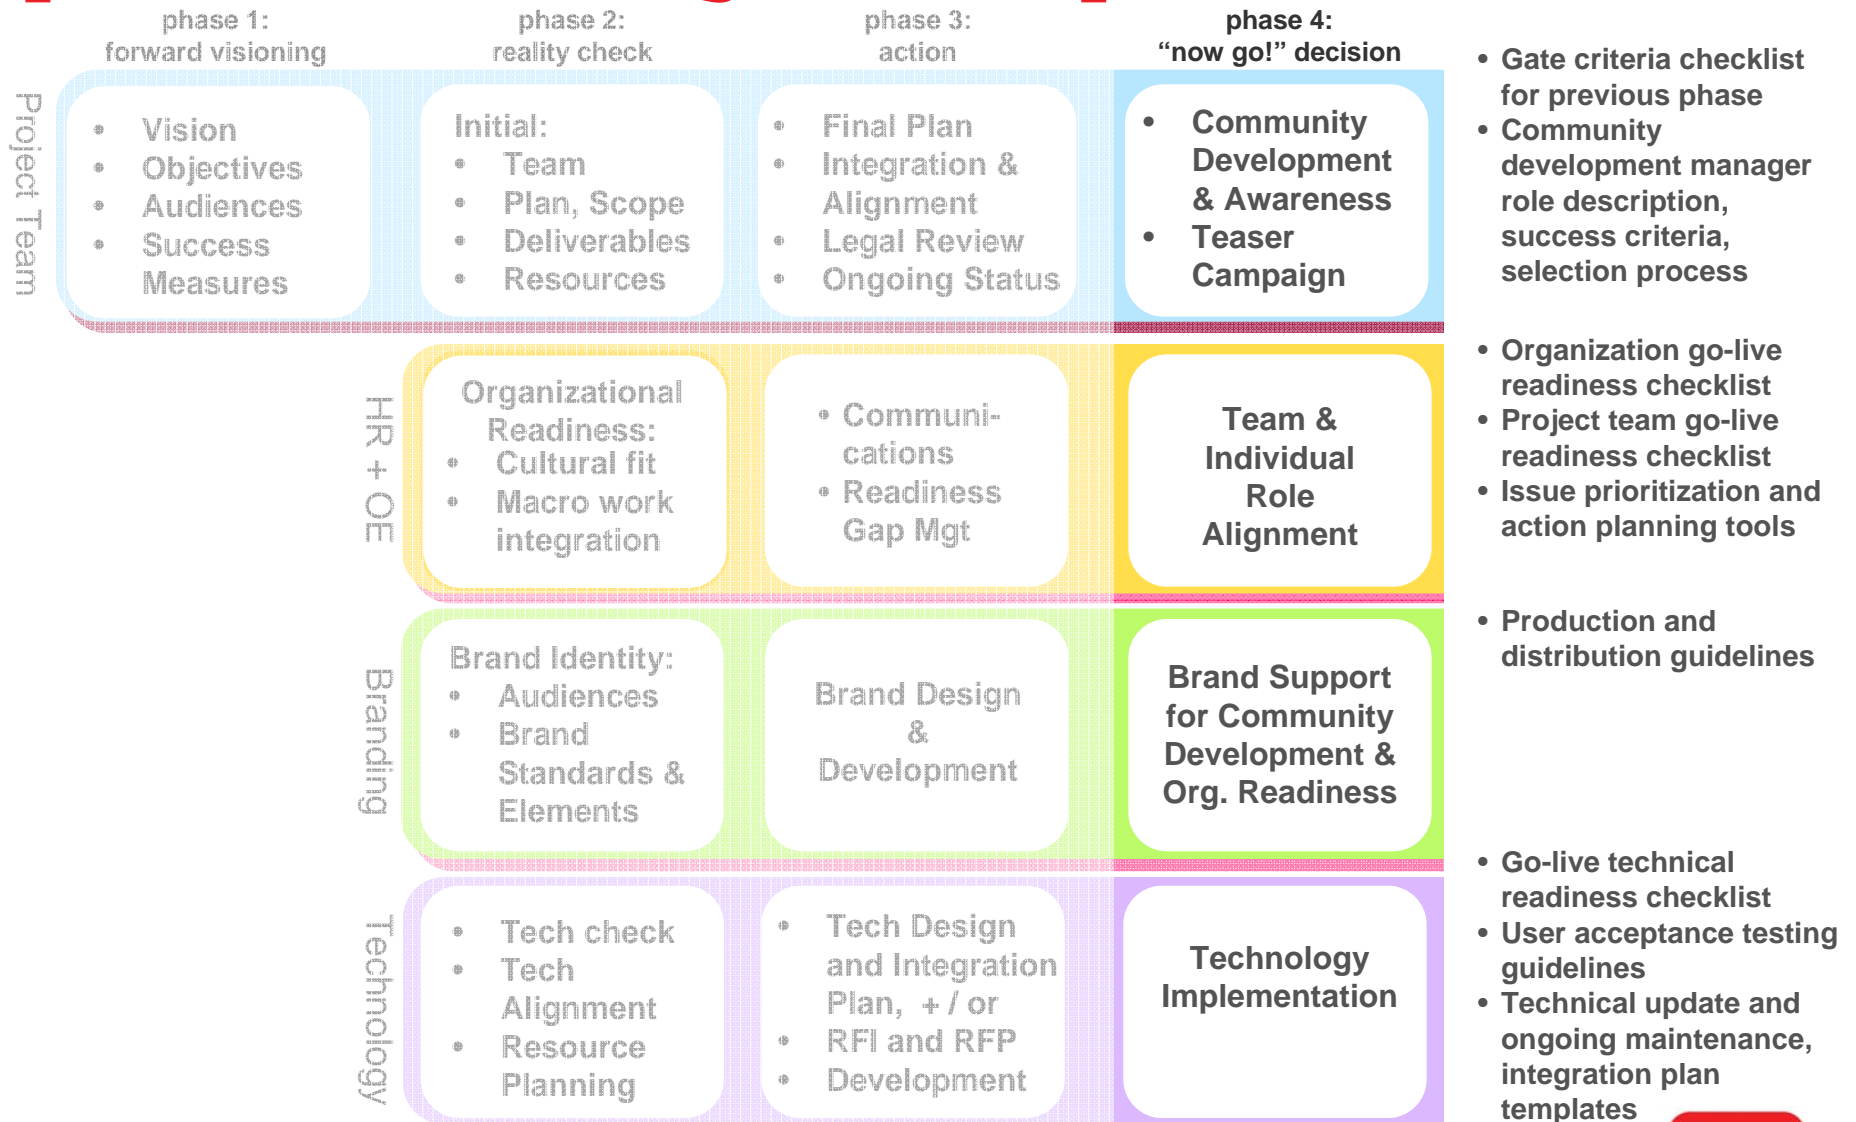 phase 1:
forward visioning
phase 2:
reality check
phase 3:
action
phase 4:
“now go!” decision
Project Team
• Vision
• Objectives
• Audiences
• Success
Measures
Initial:
• Team
• Plan, Scope
• Deliverables
• Resources
• Final Plan
• Integration &
Alignment
• Legal Review
• Ongoing Status
• Community
Development
& Awareness
• Teaser
Campaign
• Gate criteria checklist
for previous phase
• Community
development manager
role description,
success criteria,
selection process
HR + OE
Organizational
Readiness:
• Cultural fit
• Macro work
integration
• Communi-
cations
• Readiness
Gap Mgt
Team &
Individual
Role
Alignment
• Organization go-live
readiness checklist
• Project team go-live
readiness checklist
• Issue prioritization and
action planning tools
Branding
Brand Identity:
• Audiences
• Brand
Standards &
Elements
Brand Design
&
Development
Brand Support
for Community
Development &
Org. Readiness
• Production and
distribution guidelines
Technology
• Tech check
• Tech
Alignment
• Resource
Planning
• Tech Design
and Integration
Plan, + / or
• RFI and RFP
• Development
Technology
Implementation
• Go-live technical
readiness checklist
• User acceptance testing
guidelines
• Technical update and
ongoing maintenance,
integration plan
templates